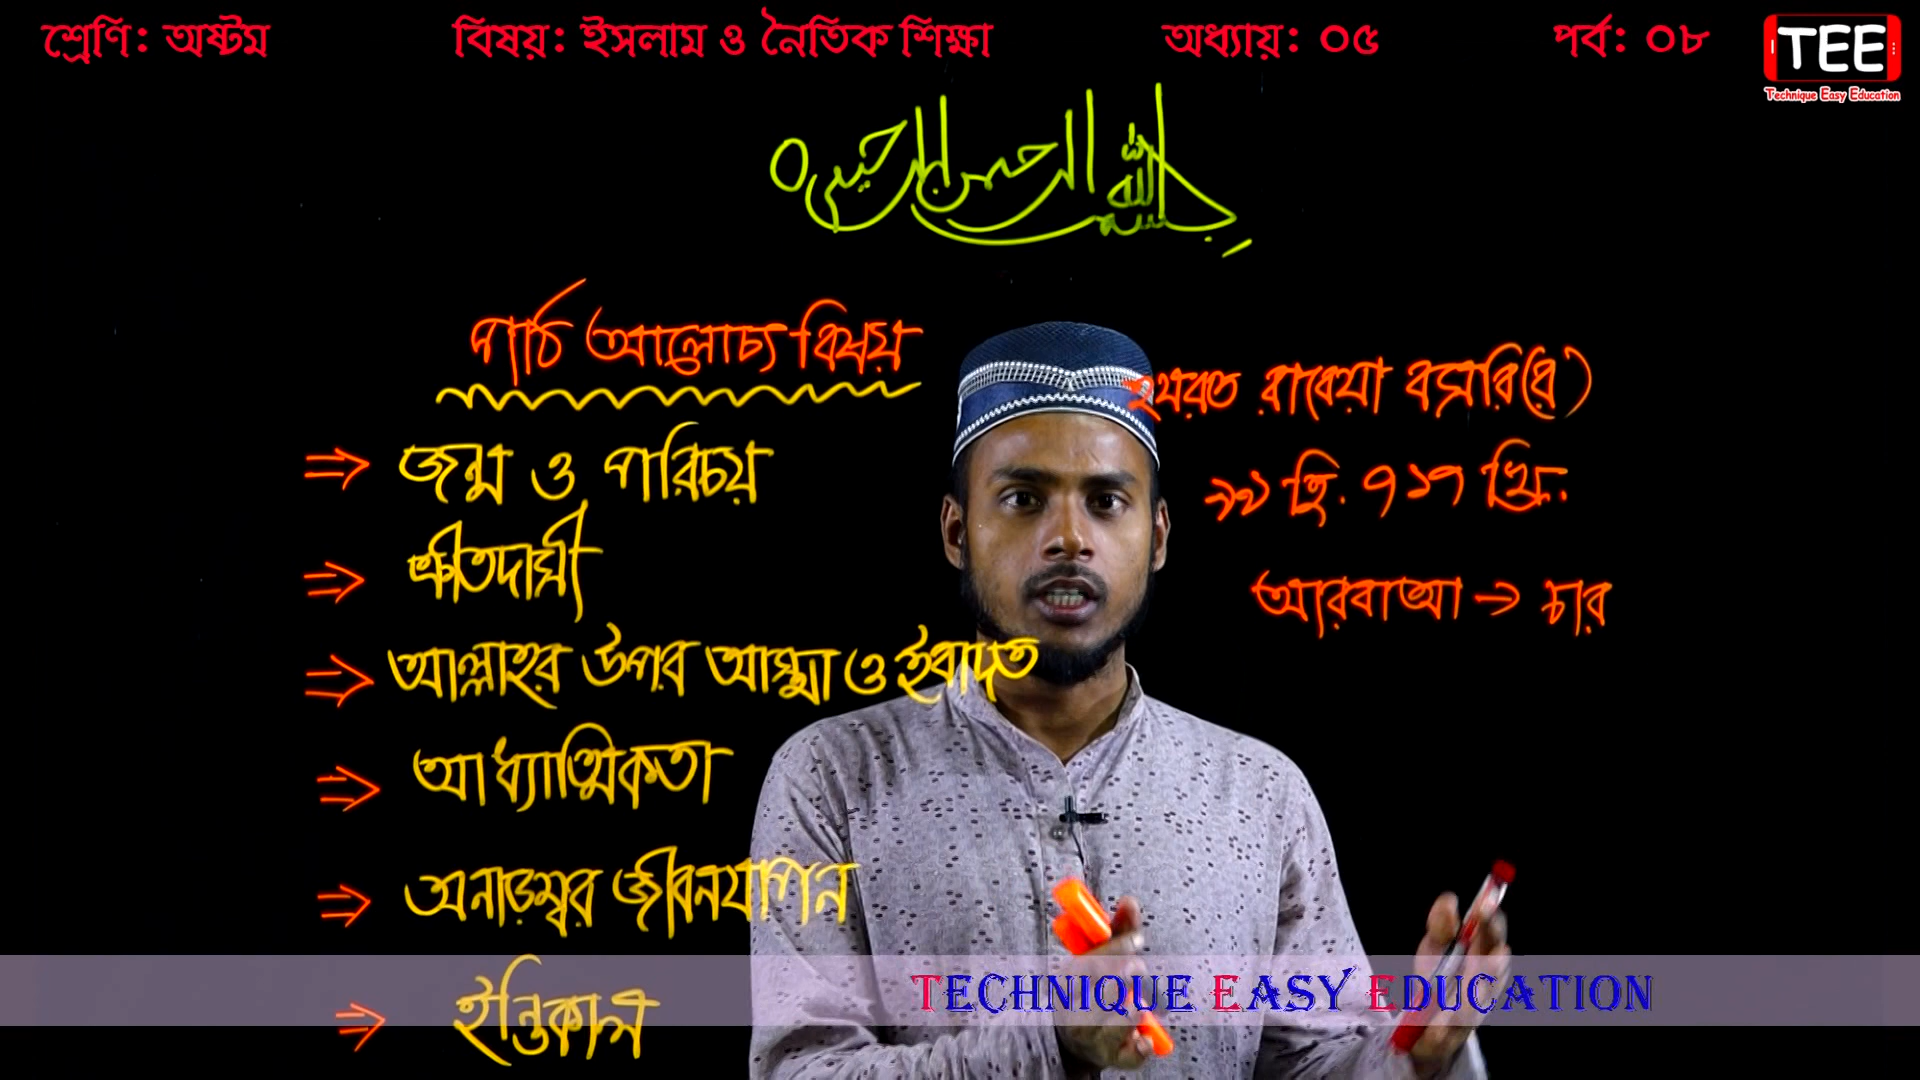 শ্রেণি: অষ্টম বিষয়: ইসলাম ও নৈতিক শিক্ষা অধ্যায়: ০৫ পর্ব: ০৮
TEE
Technique Easy Education
بسم الله الرحمن الرحيم
পাঠ আলোচ্য বিষয়
⇒ জন্ম ও পরিচয়
⇒ ক্রীতদাসী
⇒ আল্লাহর উপর আস্থা ও ইবাদত
⇒ আধ্যাত্মিকতা
⇒ অনাড়ম্বর জীবনযাপন
⇒ ইন্তিকাল
হযরত রাবেয়া বসরি (র)
৯৯ হি. ৭১৭ খ্রি.
আরবাআ → চার
TECHNIQUE EASY EDUCATION